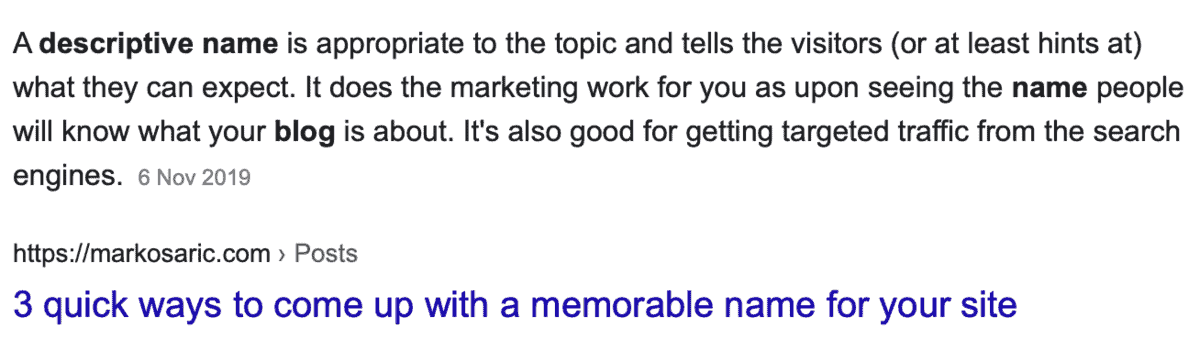 A descriptive name is appropriate to the topic and tells the visitors (or at least hints at)
what they can expect. It does the marketing work for you as upon seeing the name people
will know what your blog is about. It's also good for getting targeted traffic from the search
engines. 6 Nov 2019
https://markosaric.com › Posts
3 quick ways to come up with a memorable name for your site